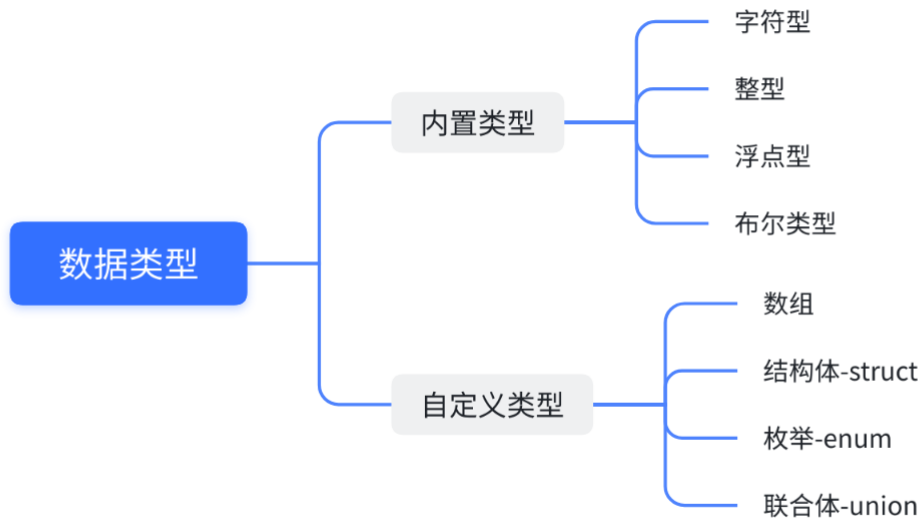 数据类型
内置类型
字符型
整型
浮点型
布尔类型
自定义类型
数组
结构体-struct
枚举-enum
联合体-union